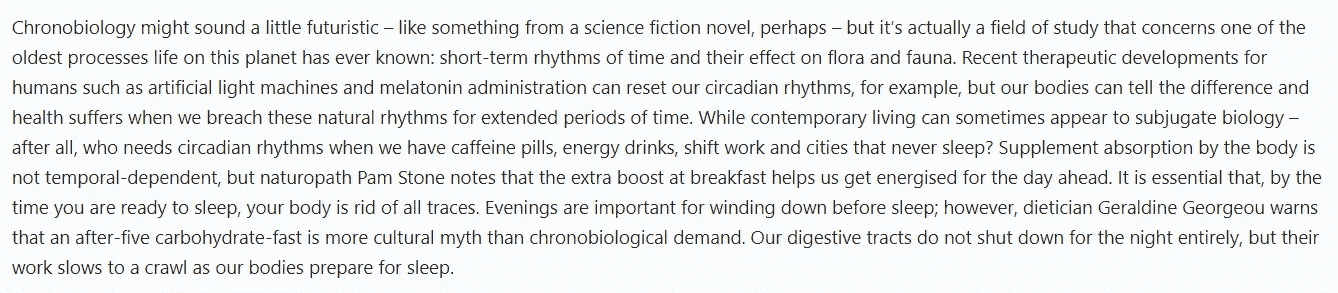 Chronobiology might sound a little futuristic – like something from a science fiction novel, perhaps – but it's actually a field of study that concerns one of the
oldest processes life on this planet has ever known: short-term rhythms of time and their effect on flora and fauna. Recent therapeutic developments for
humans such as artificial light machines and melatonin administration can reset our circadian rhythms, for example, but our bodies can tell the difference and
health suffers when we breach these natural rhythms for extended periods of time. While contemporary living can sometimes appear to subjugate biology –
after all, who needs circadian rhythms when we have caffeine pills, energy drinks, shift work and cities that never sleep? Supplement absorption by the body is
not temporal-dependent, but naturopath Pam Stone notes that the extra boost at breakfast helps us get energised for the day ahead. It is essential that, by the
time you are ready to sleep, your body is rid of all traces. Evenings are important for winding down before sleep; however, dietician Geraldine Georgeou warns
that an after-five carbohydrate-fast is more cultural myth than chronobiological demand. Our digestive tracts do not shut down for the night entirely, but their
work slows to a crawl as our bodies prepare for sleep.